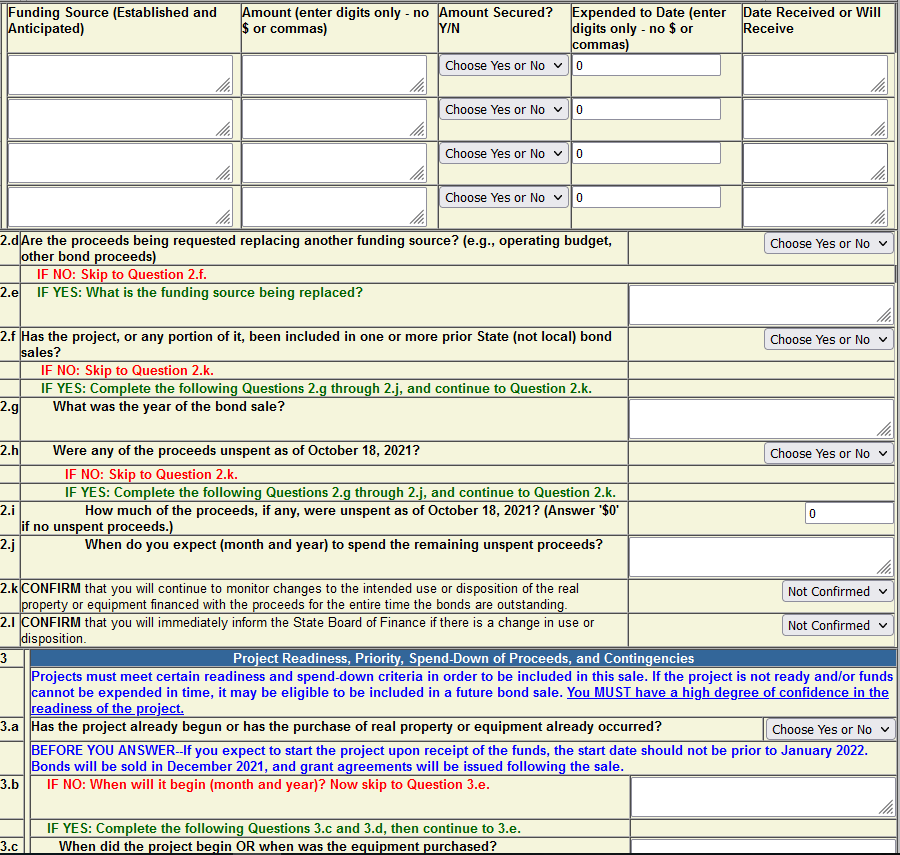 Funding Source (Established and Anticipated)
Amount (enter digits only - no $ or commas)
Amount Secured? Y/N
Expended to Date (enter digits only - no $ or commas)
Date Received or Will Receive
Choose Yes or No
0
Choose Yes or No
0
Choose Yes or No
0
Choose Yes or No
0
2.d Are the proceeds being requested replacing another funding source? (e.g., operating budget,
other bond proceeds)
Choose Yes or No
IF NO: Skip to Question 2.f.
2.e IF YES: What is the funding source being replaced?
2.f Has the project, or any portion of it, been included in one or more prior State (not local) bond
sales?
Choose Yes or No
IF NO: Skip to Question 2.k.
IF YES: Complete the following Questions 2.g through 2.j, and continue to Question 2.k.
2.g What was the year of the bond sale?
2.h Were any of the proceeds unspent as of October 18, 2021?
Choose Yes or No
IF NO: Skip to Question 2.k.
IF YES: Complete the following Questions 2.g through 2.j, and continue to Question 2.k.
2.i How much of the proceeds, if any, were unspent as of October 18, 2021? (Answer '$0'
if no unspent proceeds.)
0
2.j When do you expect (month and year) to spend the remaining unspent proceeds?
2.k CONFIRM that you will continue to monitor changes to the intended use or disposition of the real
property or equipment financed with the proceeds for the entire time the bonds are outstanding.
Not Confirmed
2.l CONFIRM that you will immediately inform the State Board of Finance if there is a change in use or
disposition.
Not Confirmed
3 Project Readiness, Priority, Spend-Down of Proceeds, and Contingencies
Projects must meet certain readiness and spend-down criteria in order to be included in this sale. If the project is not ready and/or funds
cannot be expended in time, it may be eligible to be included in a future bond sale. You MUST have a high degree of confidence in the
readiness of the project.
3.a Has the project already begun or has the purchase of real property or equipment already occurred?
Choose Yes or No
BEFORE YOU ANSWER--If you expect to start the project upon receipt of the funds, the start date should not be prior to January 2022.
Bonds will be sold in December 2021, and grant agreements will be issued following the sale.
3.b IF NO: When will it begin (month and year)? Now skip to Question 3.e.
IF YES: Complete the following Questions 3.c and 3.d, then continue to 3.e.
3.c When did the project begin OR when was the equipment purchased?